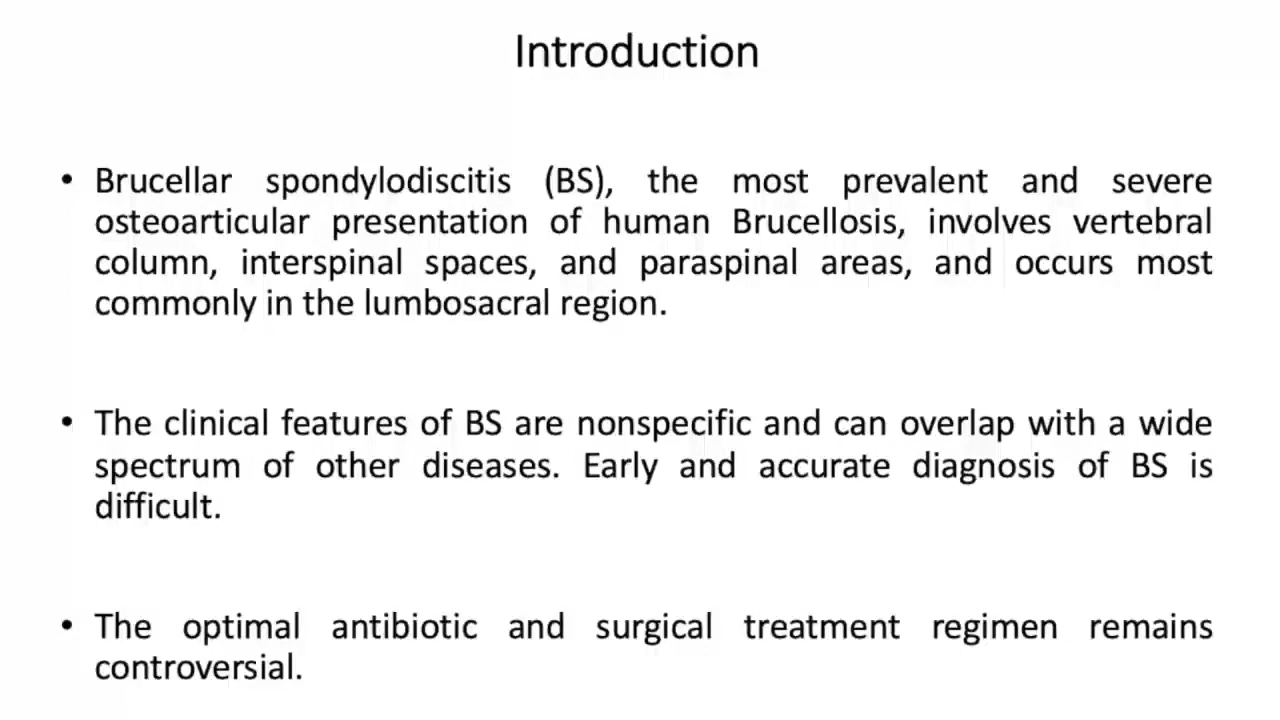 Introduction
• Brucellar spondylodiscitis (BS), the most prevalent and severe
osteoarticular presentation of human Brucellosis, involves vertebral
column, interspinal spaces, and paraspinal areas, and occurs most
commonly in the lumbosacral region.
• The clinical features of BS are nonspecific and can overlap with a wide
spectrum of other diseases. Early and accurate diagnosis of BS is
difficult.
• The optimal antibiotic and surgical treatment regimen remains
controversial.